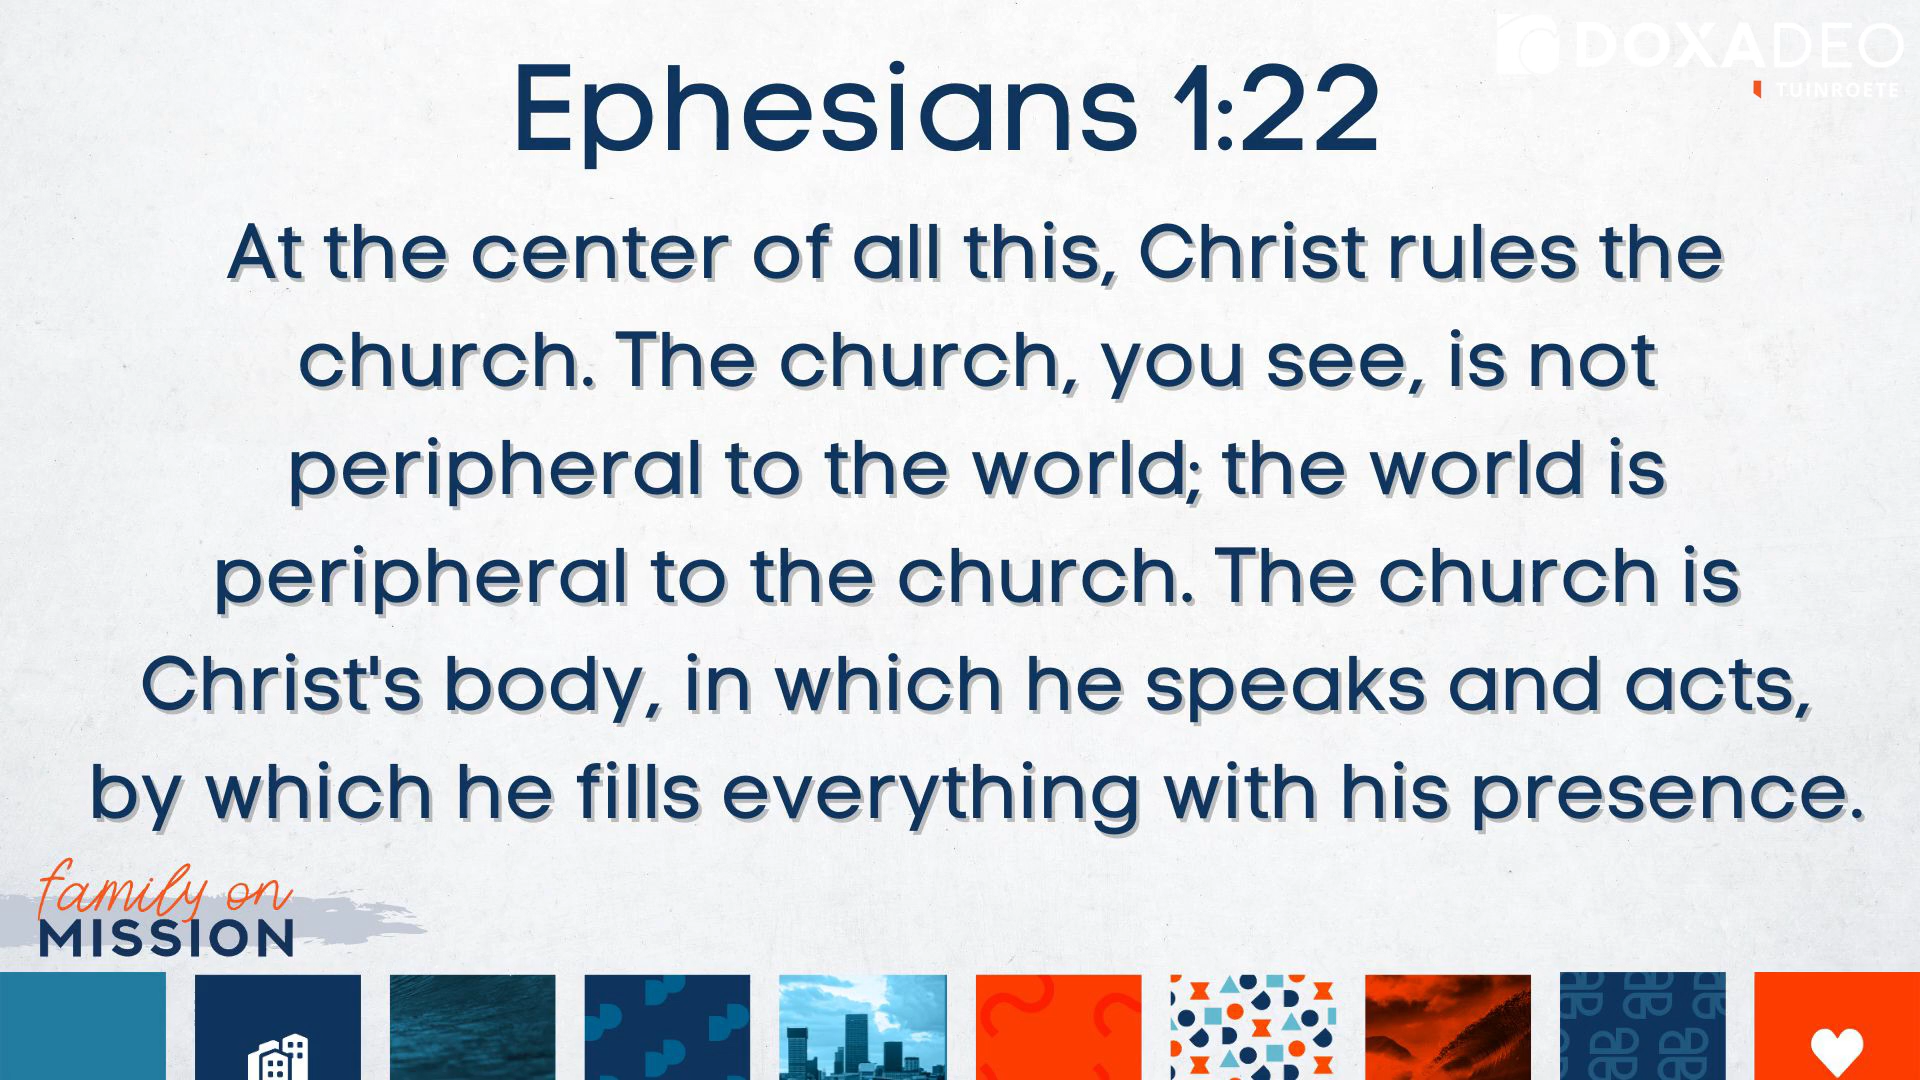 DOXADEO
TUINROETE
Ephesians 1:22
At the center of all this, Christ rules the
church. The church, you see, is not
peripheral to the world; the world is
peripheral to the church. The church is
Christ's body, in which he speaks and acts,
by which he fills everything with his presence.
family on
MISSION